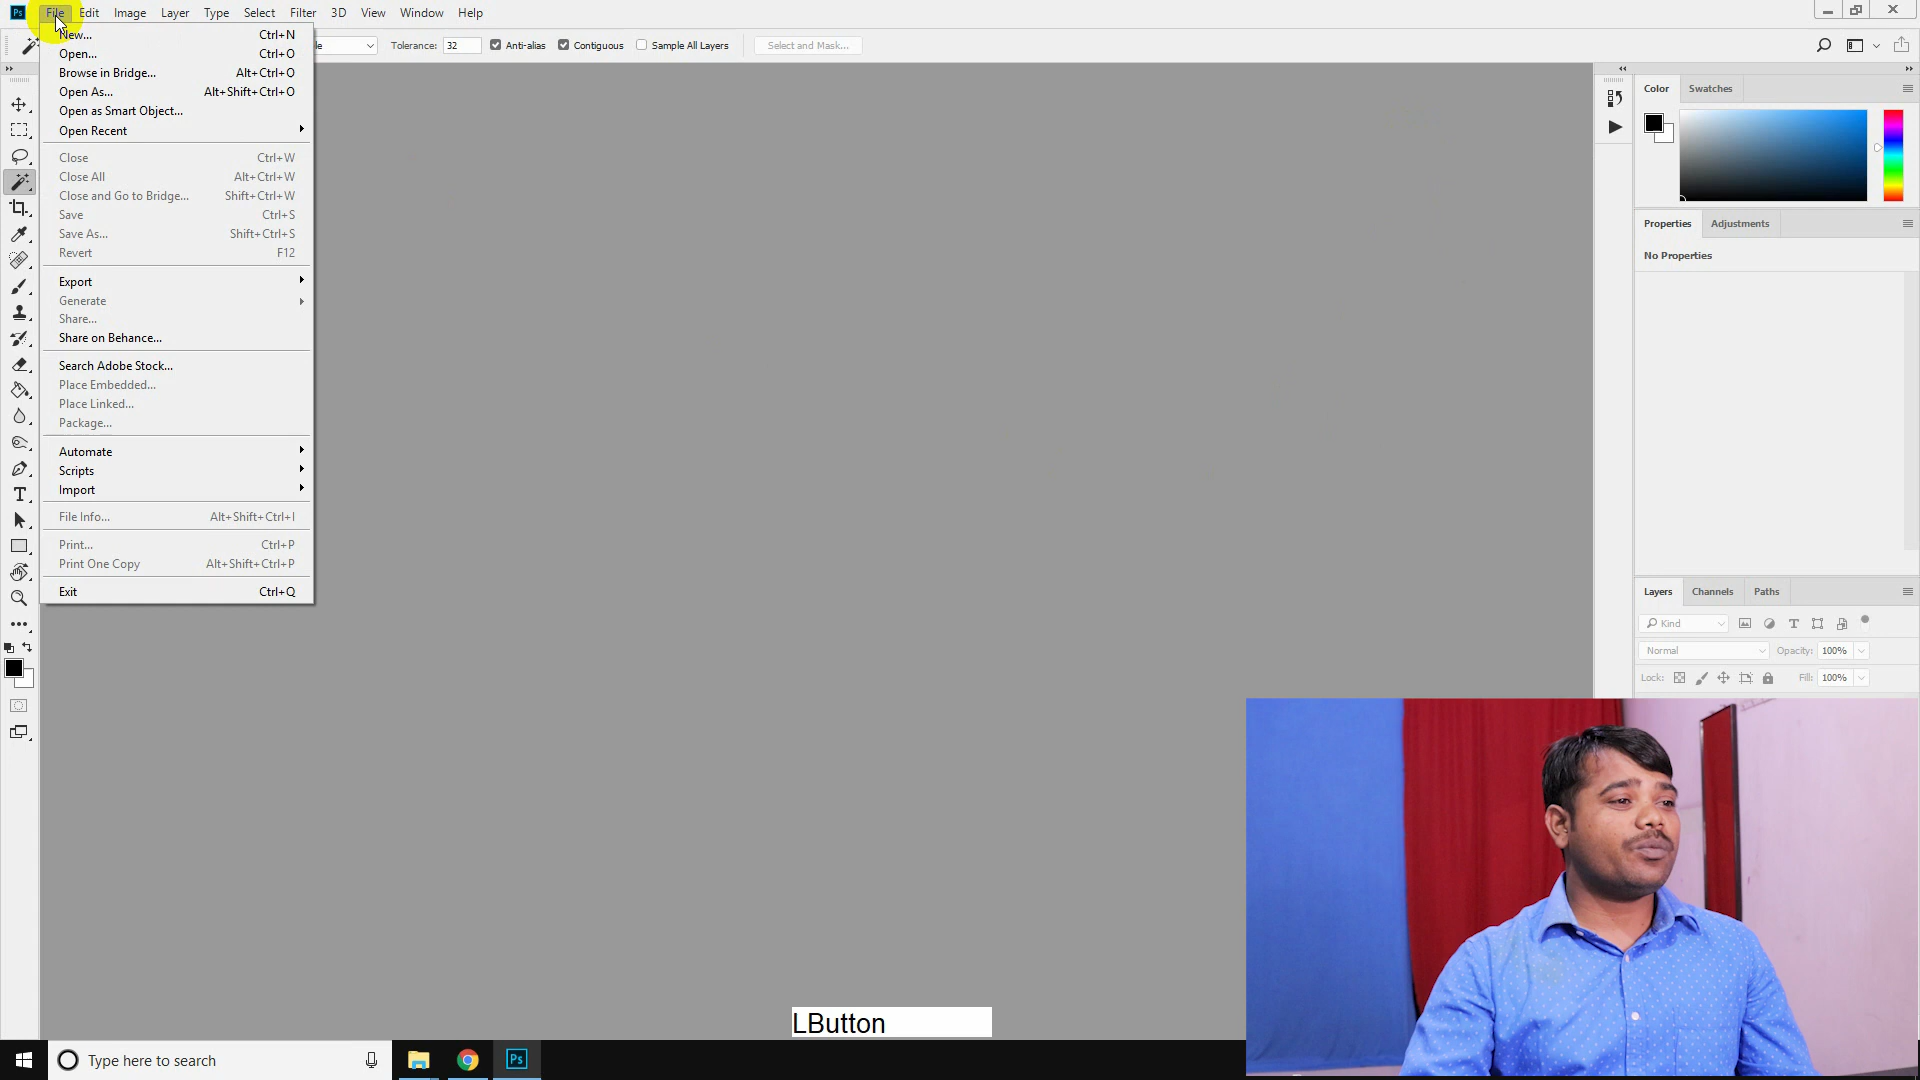 Ps File Edit Image Layer Type Select Filter 3D View Window Help
Tolerance: 32 Anti-alias Contiguous Sample All Layers Select and Mask...
New... Ctrl+N
Open... Ctrl+O
Browse in Bridge... Alt+Ctrl+O
Open As... Alt+Shift+Ctrl+O
Open as Smart Object...
Open Recent
Close Ctrl+W
Close All Alt+Ctrl+W
Close and Go to Bridge... Shift+Ctrl+W
Save Ctrl+S
Save As... Shift+Ctrl+S
Revert F12
Export
Generate
Share...
Share on Behance...
Search Adobe Stock...
Place Embedded...
Place Linked...
Package...
Automate
Scripts
Import
File Info... Alt+Shift+Ctrl+I
Print... Ctrl+P
Print One Copy Alt+Shift+Ctrl+P
Exit Ctrl+Q
Color Swatches
Properties Adjustments
No Properties
Layers Channels Paths
Kind
Normal Opacity: 100%
Lock: Fill: 100%
LButton
Type here to search Ps